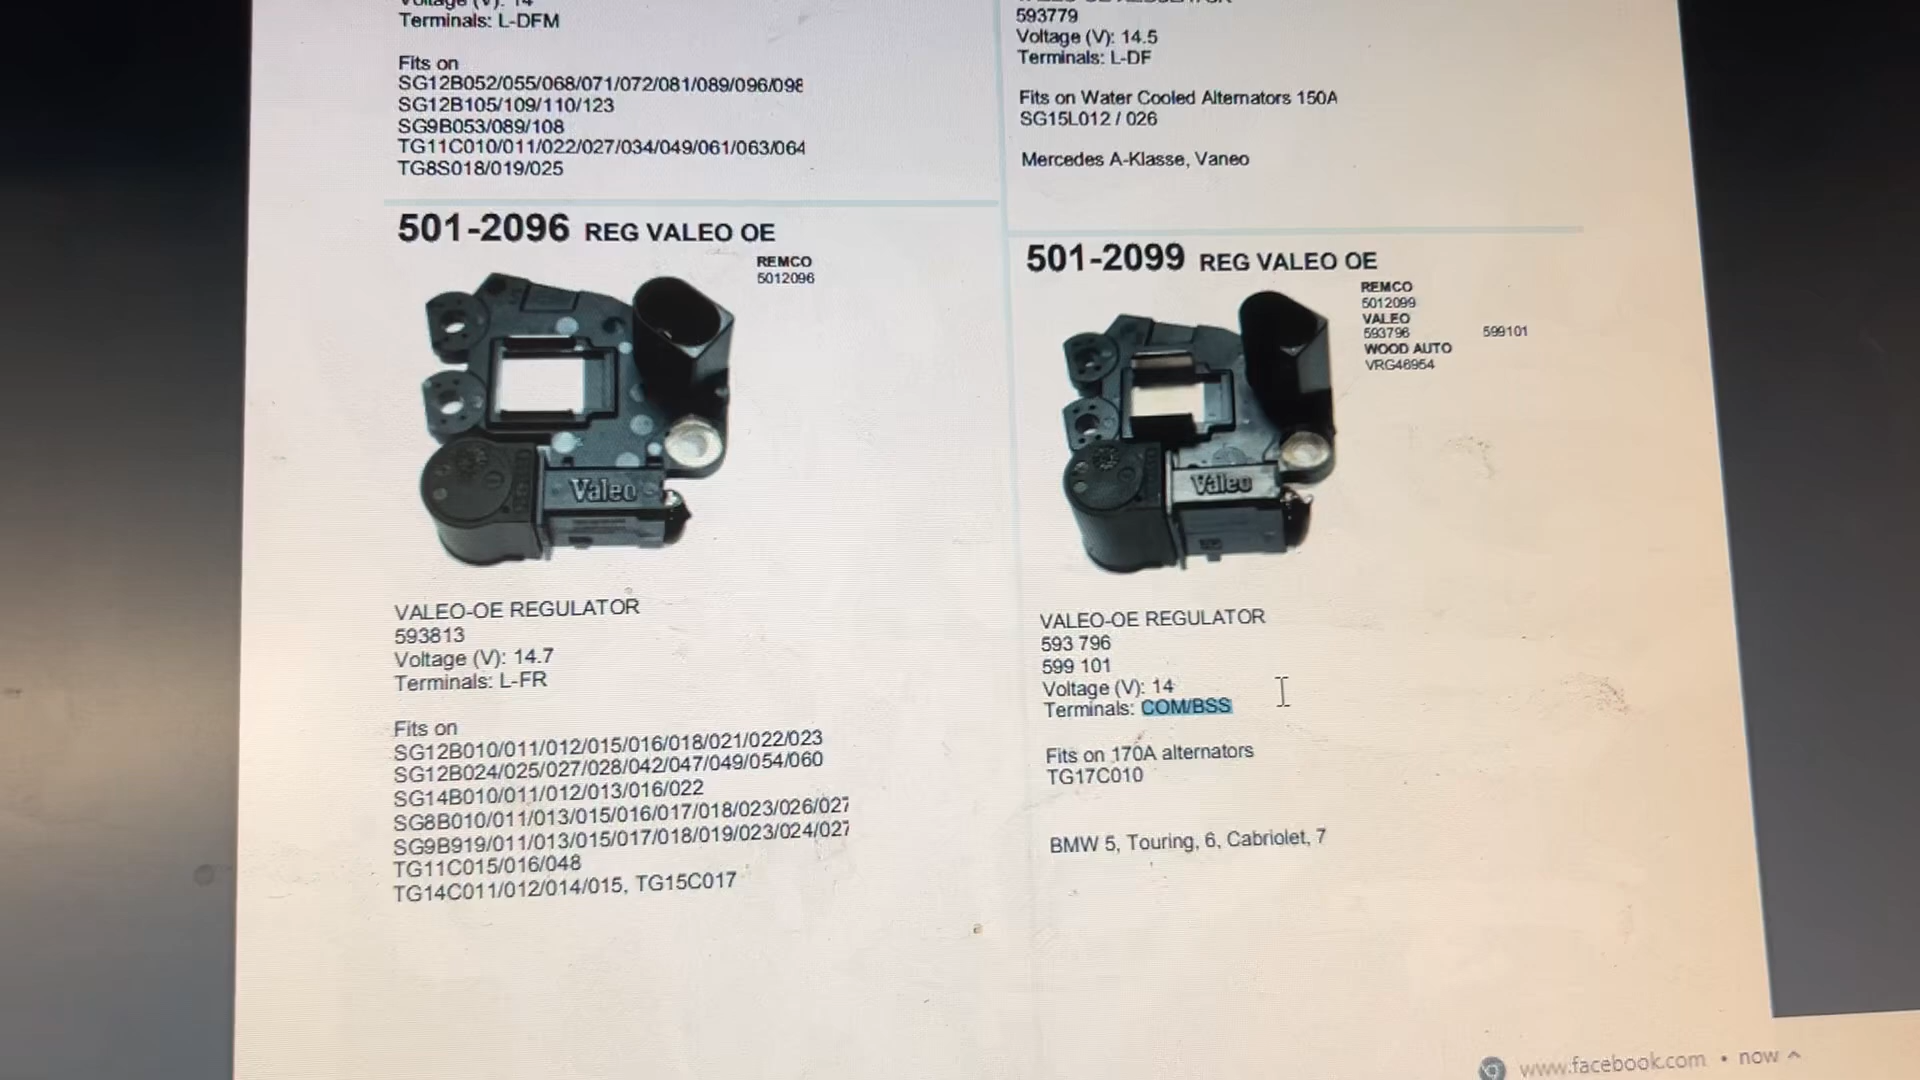 Voltage (V): 14
Terminals: L-DFM
Fits on
SG12B052/055/068/071/072/081/089/096/098
SG12B105/109/110/123
SG9B053/089/108
TG11C010/011/022/027/034/049/061/063/064
TG8S018/019/025
593779
Voltage (V): 14.5
Terminals: L-DF
Fits on Water Cooled Alternators 150A
SG15L012 / 026
Mercedes A-Klasse, Vaneo
501-2096 REG VALEO OE
REMCO
5012096
Valeo
VALEO-OE REGULATOR
593813
Voltage (V): 14.7
Terminals: L-FR
Fits on
SG12B010/011/012/015/016/018/021/022/023
SG12B024/025/027/028/042/047/049/054/060
SG14B010/011/012/013/016/022
SG8B010/011/013/015/016/017/018/023/026/027
SG9B919/011/013/015/017/018/019/023/024/027
TG11C015/016/048
TG14C011/012/014/015, TG15C017
501-2099 REG VALEO OE
REMCO
5012099
VALEO
593796 599101
WOOD AUTO
VRG46954
Valeo
VALEO-OE REGULATOR
593 796
599 101
Voltage (V): 14
Terminals: COM/BSS
Fits on 170A alternators
TG17C010
BMW 5, Touring, 6, Cabriolet, 7
www.facebook.com • now